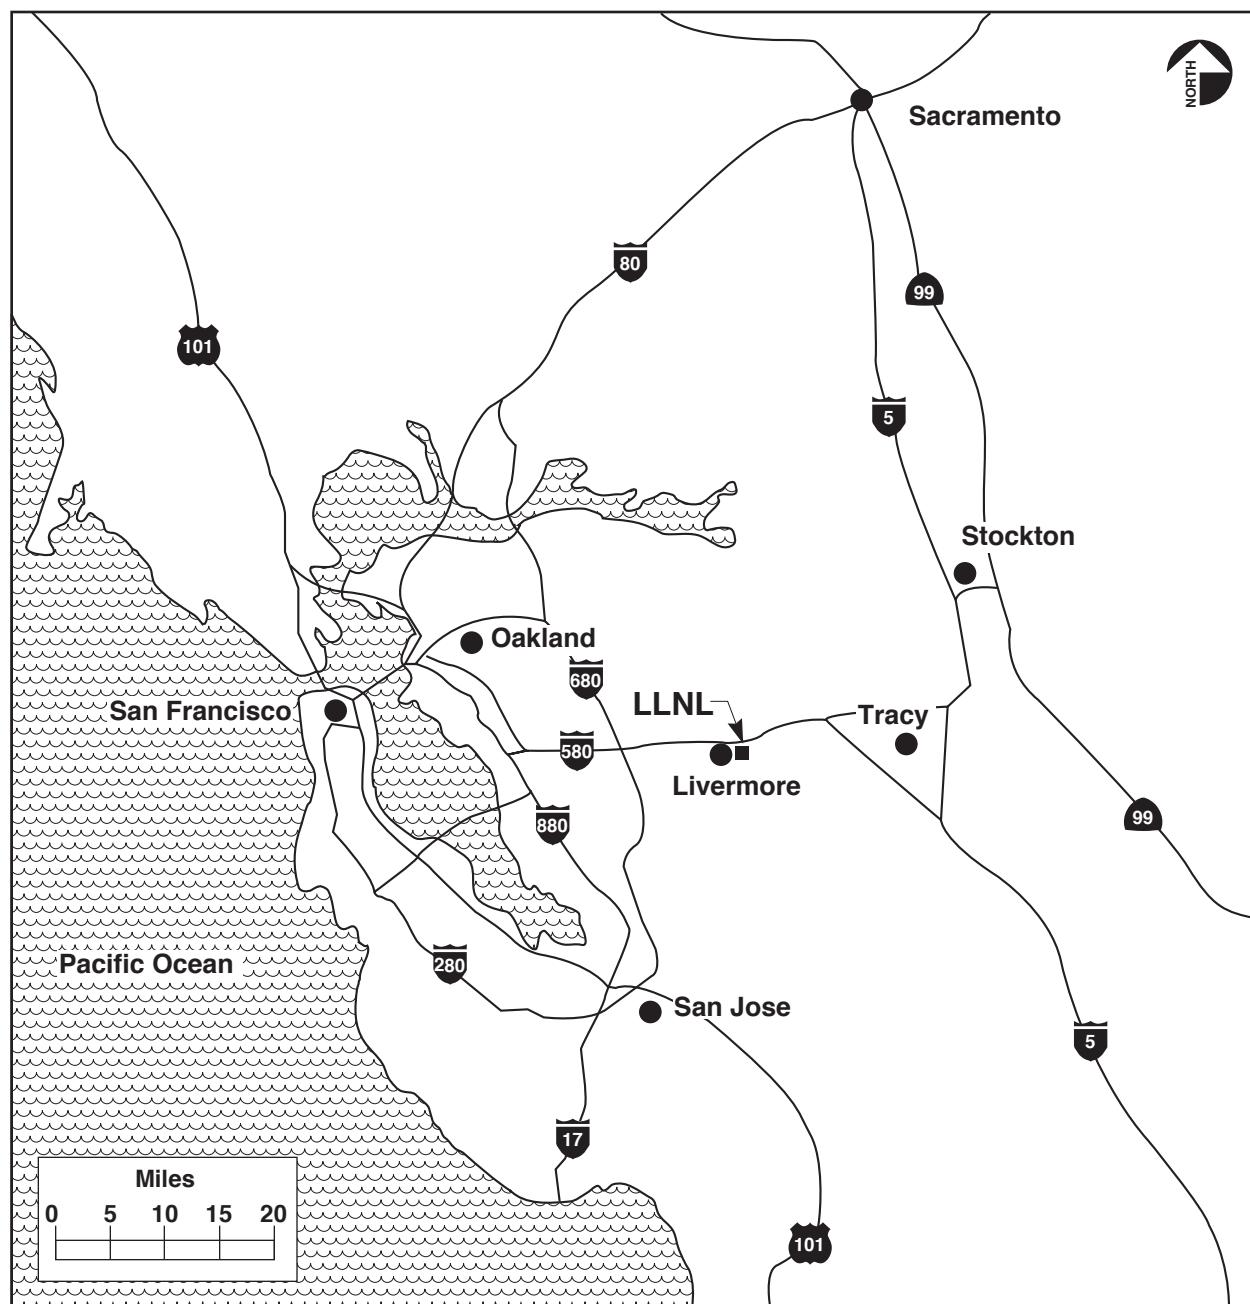 NORTH
Sacramento
80
99
101
5
Stockton
Oakland
680
LLNL
San Francisco
Tracy
580
Livermore
880
99
Pacific Ocean
280
San Jose
5
17
Miles
0 5 10 15 20
101